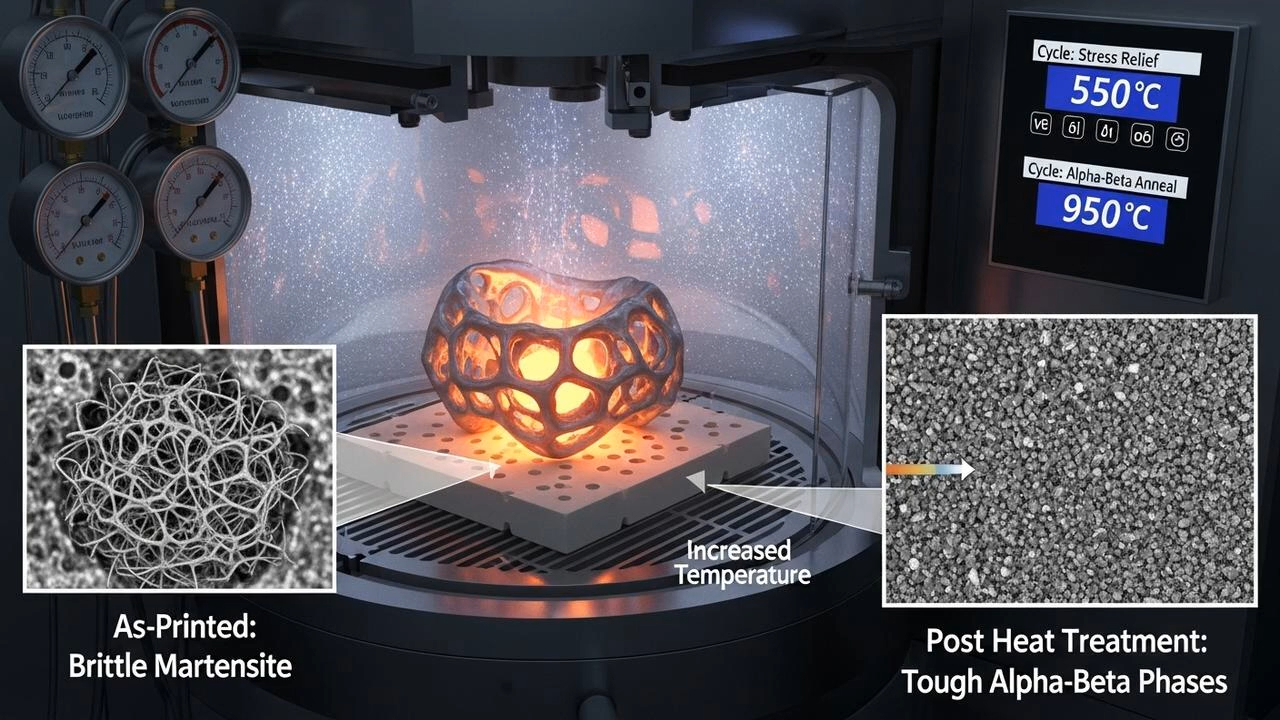 Cycle: Stress Relief
550°C
Cycle: Alpha-Beta Anneal
950°C
Increased
Temperature
As-Printed:
Brittle Martensite
Post Heat Treatment:
Tough Alpha-Beta Phases